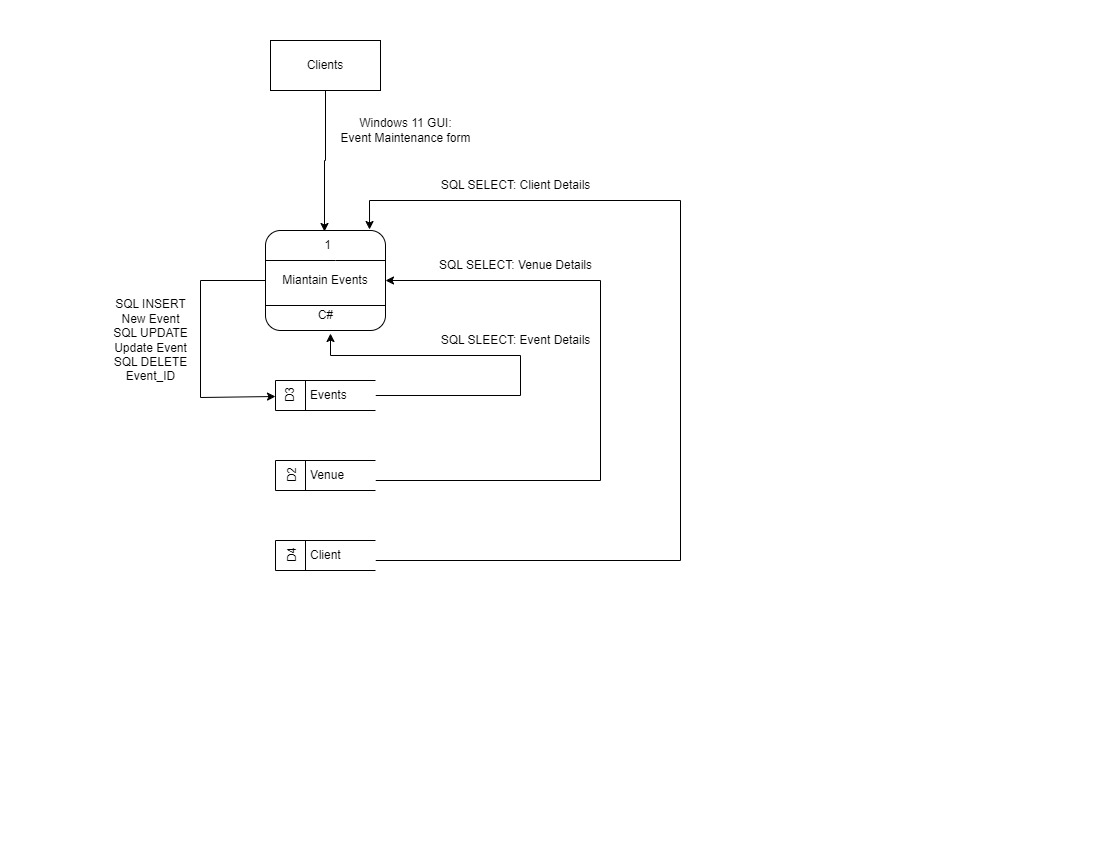 Clients
Windows 11 GUI:
Event Maintenance form
SQL SELECT: Client Details
1
Miantain Events
C#
SQL SELECT: Venue Details
SQL INSERT
New Event
SQL UPDATE
Update Event
SQL DELETE
Event_ID
SQL SLEECT: Event Details
D3
Events
D2
Venue
D4
Client